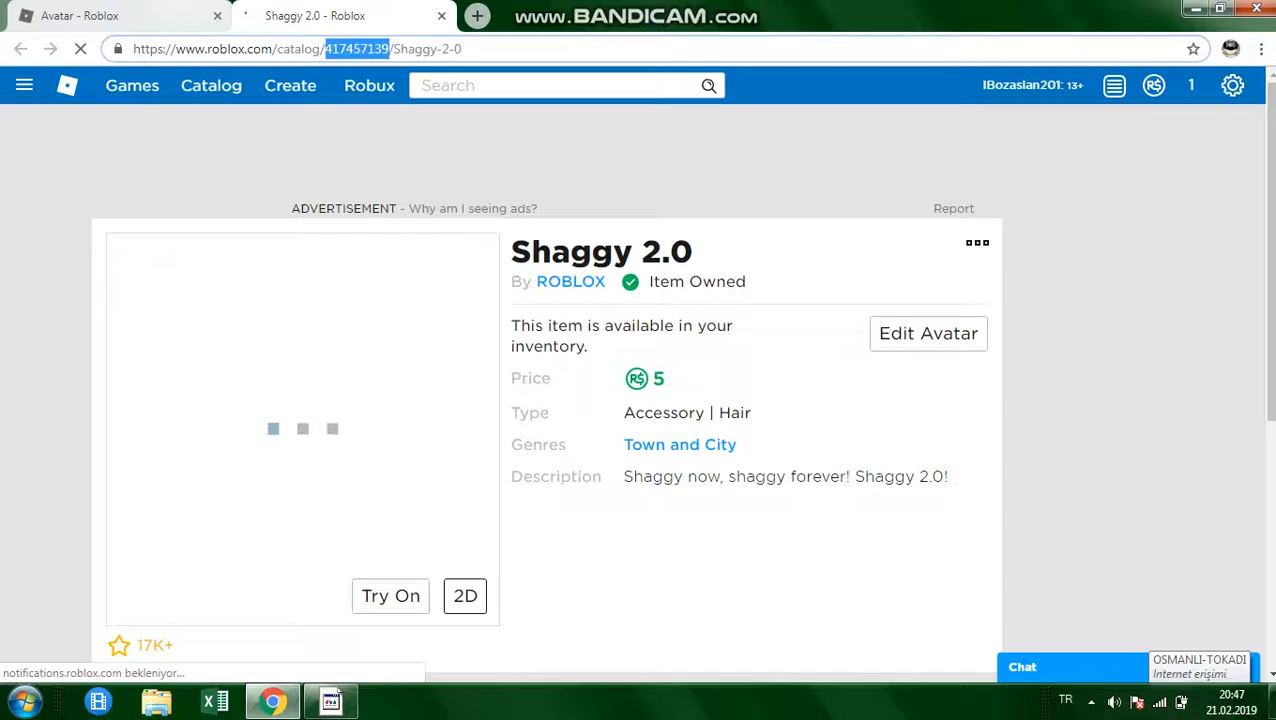 Avatar - Roblox
Shaggy 2.0 - Roblox
www.BANDICAM.com
https://www.roblox.com/catalog/417457139/Shaggy-2-0
Games Catalog Create Robux Search IBozaslan201: 13+ 1
ADVERTISEMENT - Why am I seeing ads? Report
Shaggy 2.0
By ROBLOX Item Owned
This item is available in your
inventory.
Edit Avatar
Price R$ 5
Type Accessory | Hair
Genres Town and City
Description Shaggy now, shaggy forever! Shaggy 2.0!
Try On 2D
17K+
notifications.roblox.com bekleniyor...
Chat
OSMANLI-TOKADI
İnternet erişimi
TR
20:47
21.02.2019